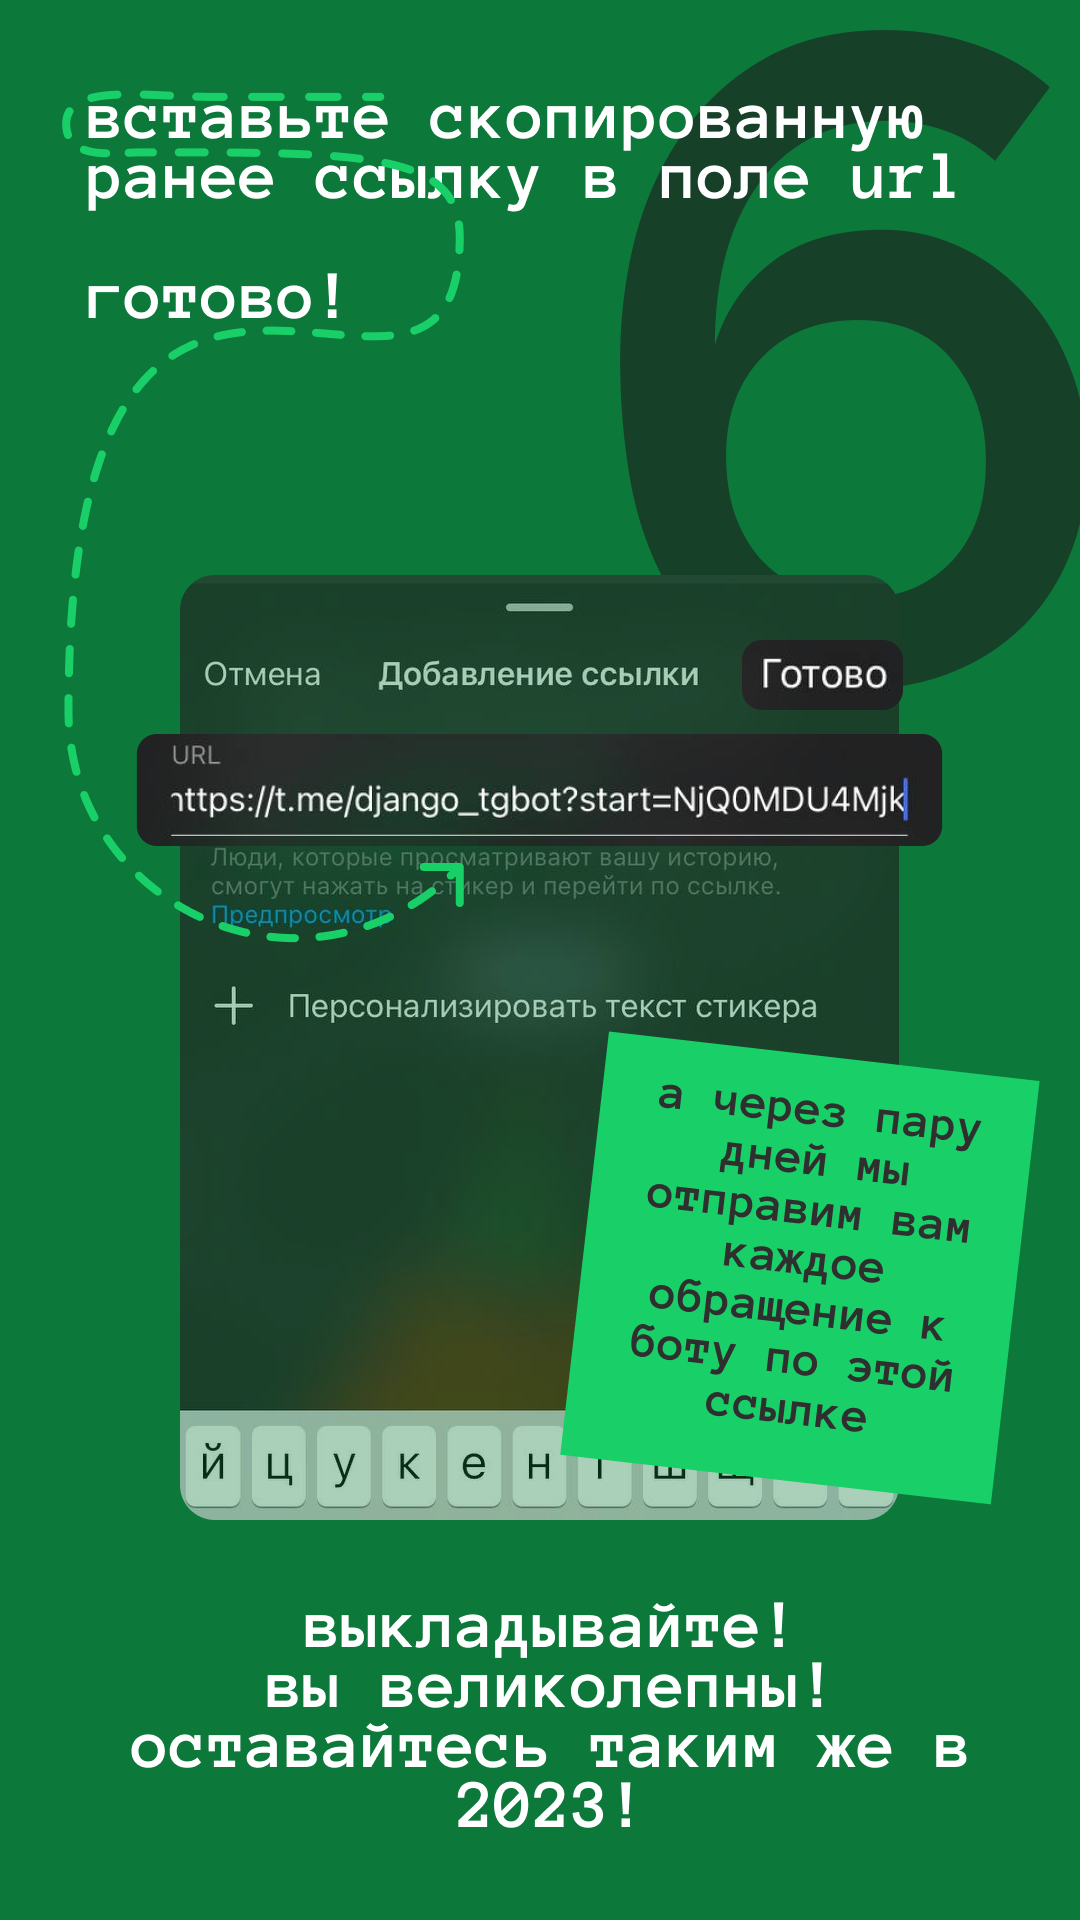 6
вставьте скопированную
ранее ссылку в поле url
готово!
Отмена
Добавление ссылки
Готово
URL
https://t.me/django_tgbot?start=NjQ0MDU4Mjk
Люди, которые просматривают вашу историю,
смогут нажать на стикер и перейти по ссылке.
Предпросмотр
Персонализировать текст стикера
а через пару
дней мы
отправим вам
каждое
обращение к
боту по этой
ссылке
й ц у к е н г ш щ
выкладывайте!
вы великолепны!
оставайтесь таким же в
2023!